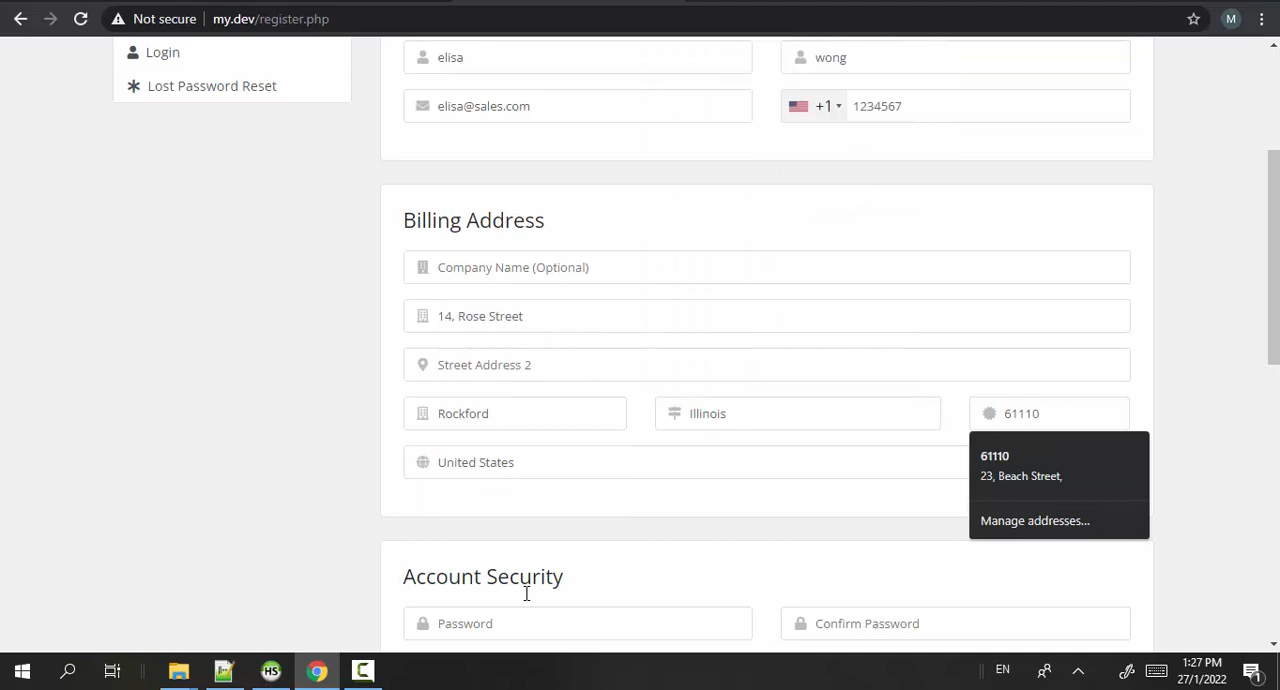 Not secure
my.dev/register.php
M
Login
Lost Password Reset
elisa
wong
elisa@sales.com
+1
1234567
Billing Address
Company Name (Optional)
14, Rose Street
Street Address 2
Rockford
Illinois
61110
United States
61110
23, Beach Street,
Manage addresses...
Account Security
Password
Confirm Password
HS
C
EN
1:27 PM
27/1/2022
1